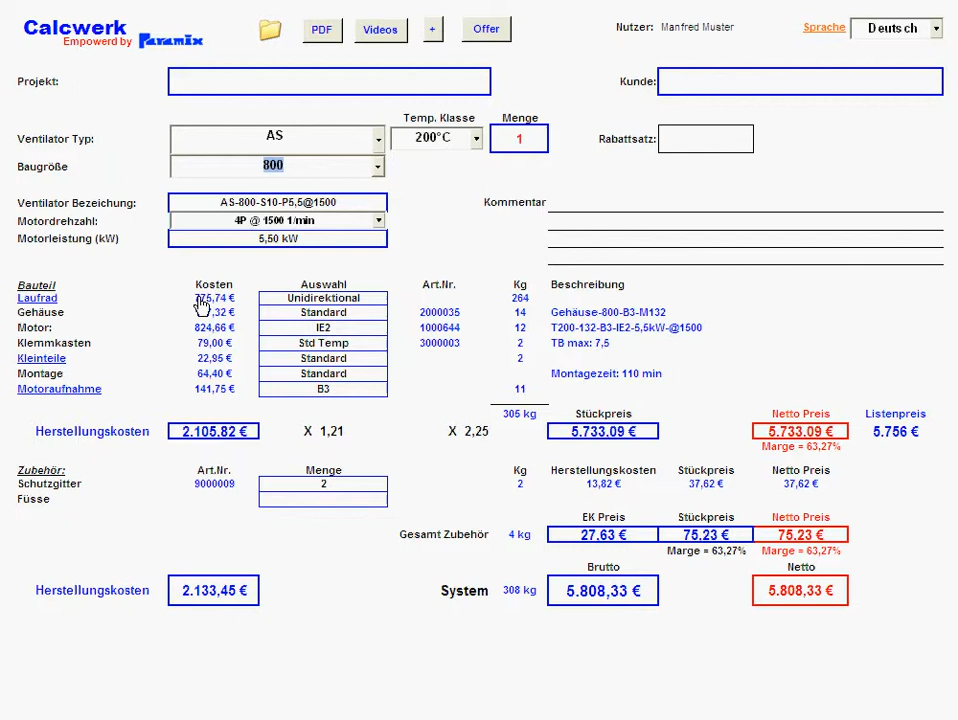 Calcwerk
Empowerd by Paramix
PDF Videos + Offer
Nutzer: Manfred Muster Sprache Deutsch
Projekt: Kunde:
Temp. Klasse Menge
Ventilator Typ: AS 200°C 1 Rabattsatz:
Baugröße 800
Ventilator Bezeichung: AS-800-S10-P5,5@1500 Kommentar
Motordrehzahl: 4P @ 1500 1/min
Motorleistung (kW) 5,50 kW
Bauteil Kosten Auswahl Art.Nr. Kg Beschreibung
Laufrad 775,74 € Unidirektional 264
Gehäuse ,32 € Standard 2000035 14 Gehäuse-800-B3-M132
Motor: 824,66 € IE2 1000644 12 T200-132-B3-IE2-5,5kW-@1500
Klemmkasten 79,00 € Std Temp 3000003 2 TB max: 7,5
Kleinteile 22,95 € Standard 2
Montage 64,40 € Standard Montagezeit: 110 min
Motoraufnahme 141,75 € B3 11
305 kg Stückpreis Netto Preis Listenpreis
Herstellungskosten 2.105,82 € X 1,21 X 2,25 5.733,09 € 5.733,09 € 5.756 €
Marge = 63,27%
Zubehör: Art.Nr. Menge Kg Herstellungskosten Stückpreis Netto Preis
Schutzgitter 9000009 2 2 13,82 € 37,62 € 37,62 €
Füsse
EK Preis Stückpreis Netto Preis
Gesamt Zubehör 4 kg 27,63 € 75,23 € 75,23 €
Marge = 63,27% Marge = 63,27%
Brutto Netto
Herstellungskosten 2.133,45 € System 308 kg 5.808,33 € 5.808,33 €